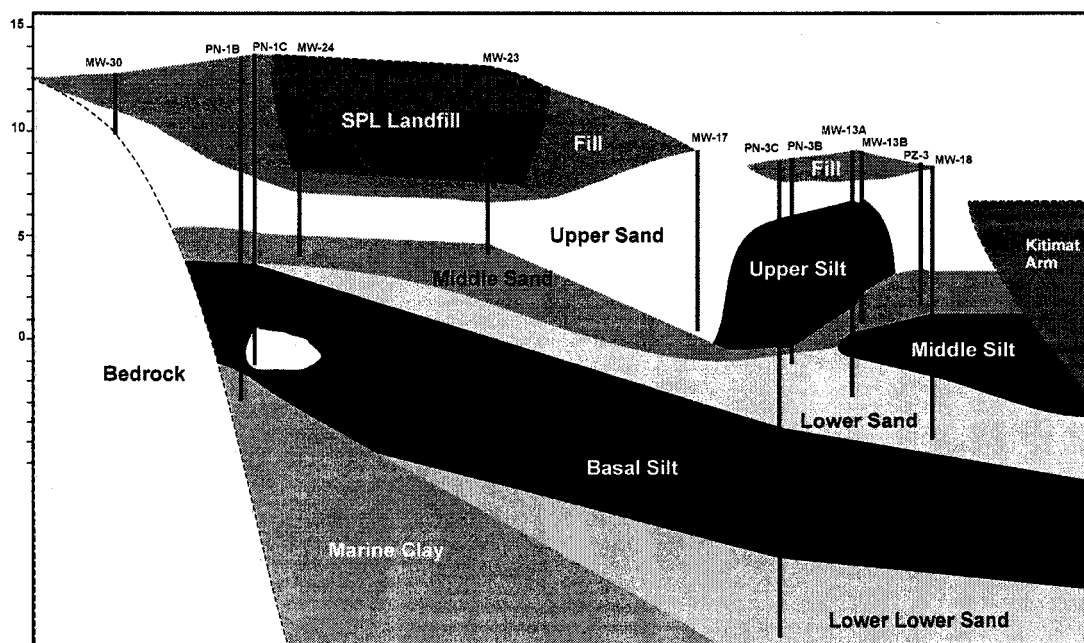 15
PN-1B
PN-1C
MW-24
MW-23
MW-30
SPL Landfill
10
Fill
MW-17
MW-13A
MW-13B
PN-3C
PN-3B
PZ-3
MW-18
Fill
5
Upper Sand
Kitimat
Arm
Upper Silt
Middle Sand
0
Middle Silt
Bedrock
Lower Sand
Basal Silt
Marine Clay
Lower Lower Sand